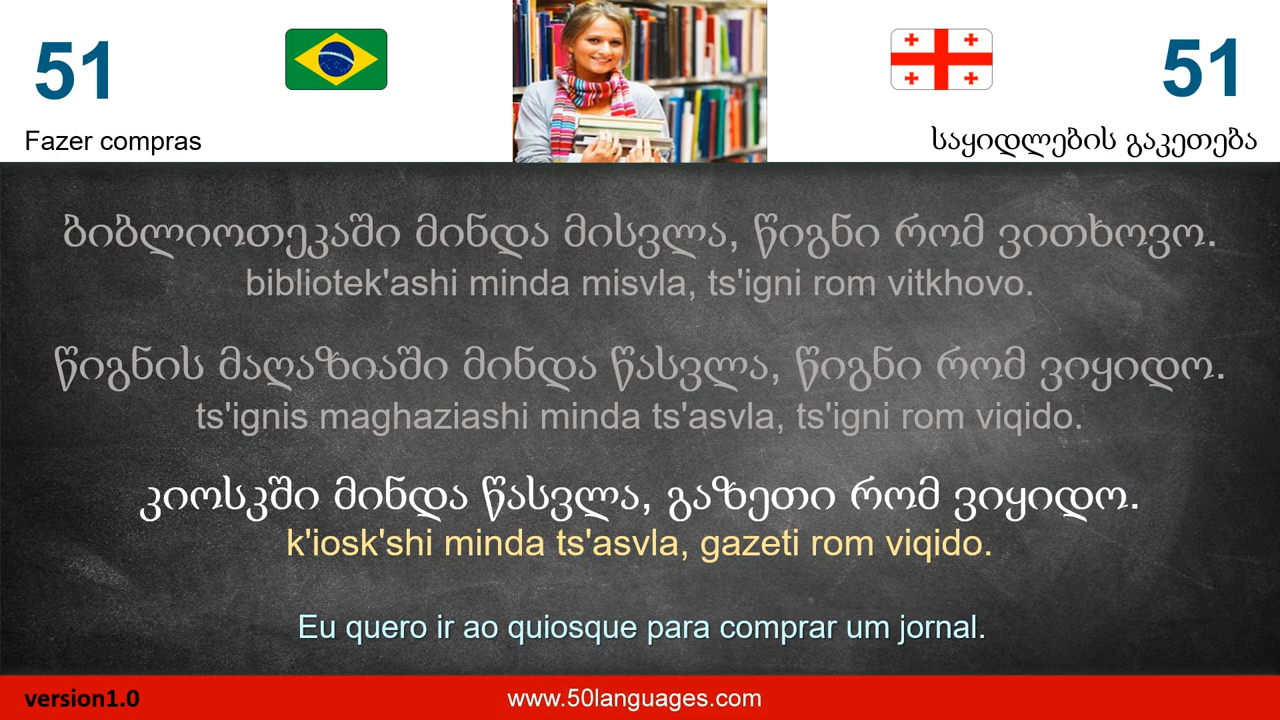 51
51
Fazer compras
საყიდლების გაკეთება
ბიბლიოთეკაში მინდა მისვლა, წიგნი რომ ვითხოვო.
bibliotek'ashi minda misvla, ts'igni rom vitkhovo.
წიგნის მაღაზიაში მინდა წასვლა, წიგნი რომ ვიყიდო.
ts'ignis maghaziashi minda ts'asvla, ts'igni rom viqido.
კიოსკში მინდა წასვლა, გაზეთი რომ ვიყიდო.
k'iosk'shi minda ts'asvla, gazeti rom viqido.
Eu quero ir ao quiosque para comprar um jornal.
version1.0
www.50languages.com